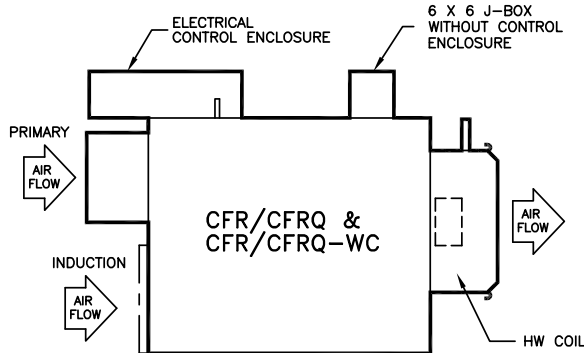 ELECTRICAL
CONTROL ENCLOSURE
6 X 6 J-BOX
WITHOUT CONTROL
ENCLOSURE
PRIMARY
AIR
FLOW
CFR/CFRQ &
CFR/CFRQ-WC
AIR
FLOW
INDUCTION
AIR
FLOW
HW COIL